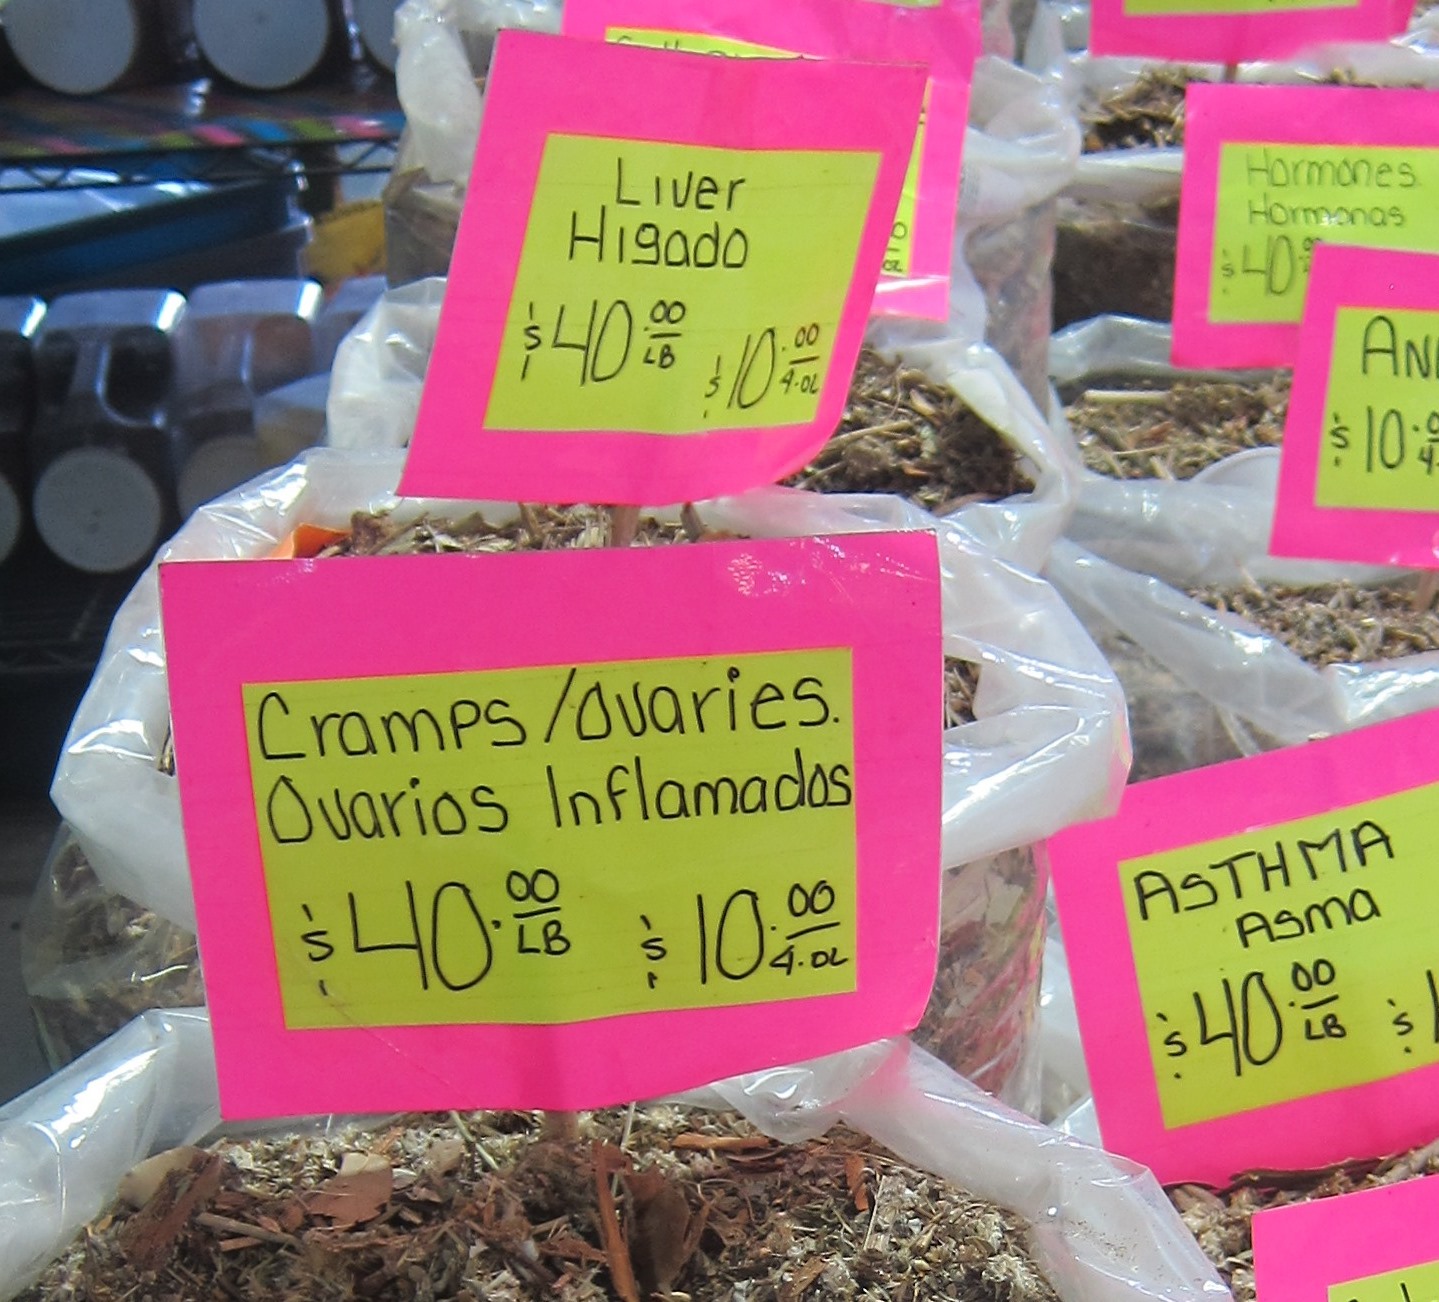 Liver
Higado
$40.00 LB $10.00 4.OZ
Hormones
Hormonas
$40
$10
Cramps/Ovaries.
Ovarios Inflamados
$40.00 LB $10.00 4.OZ
ASTHMA
Asma
$40.00 LB $